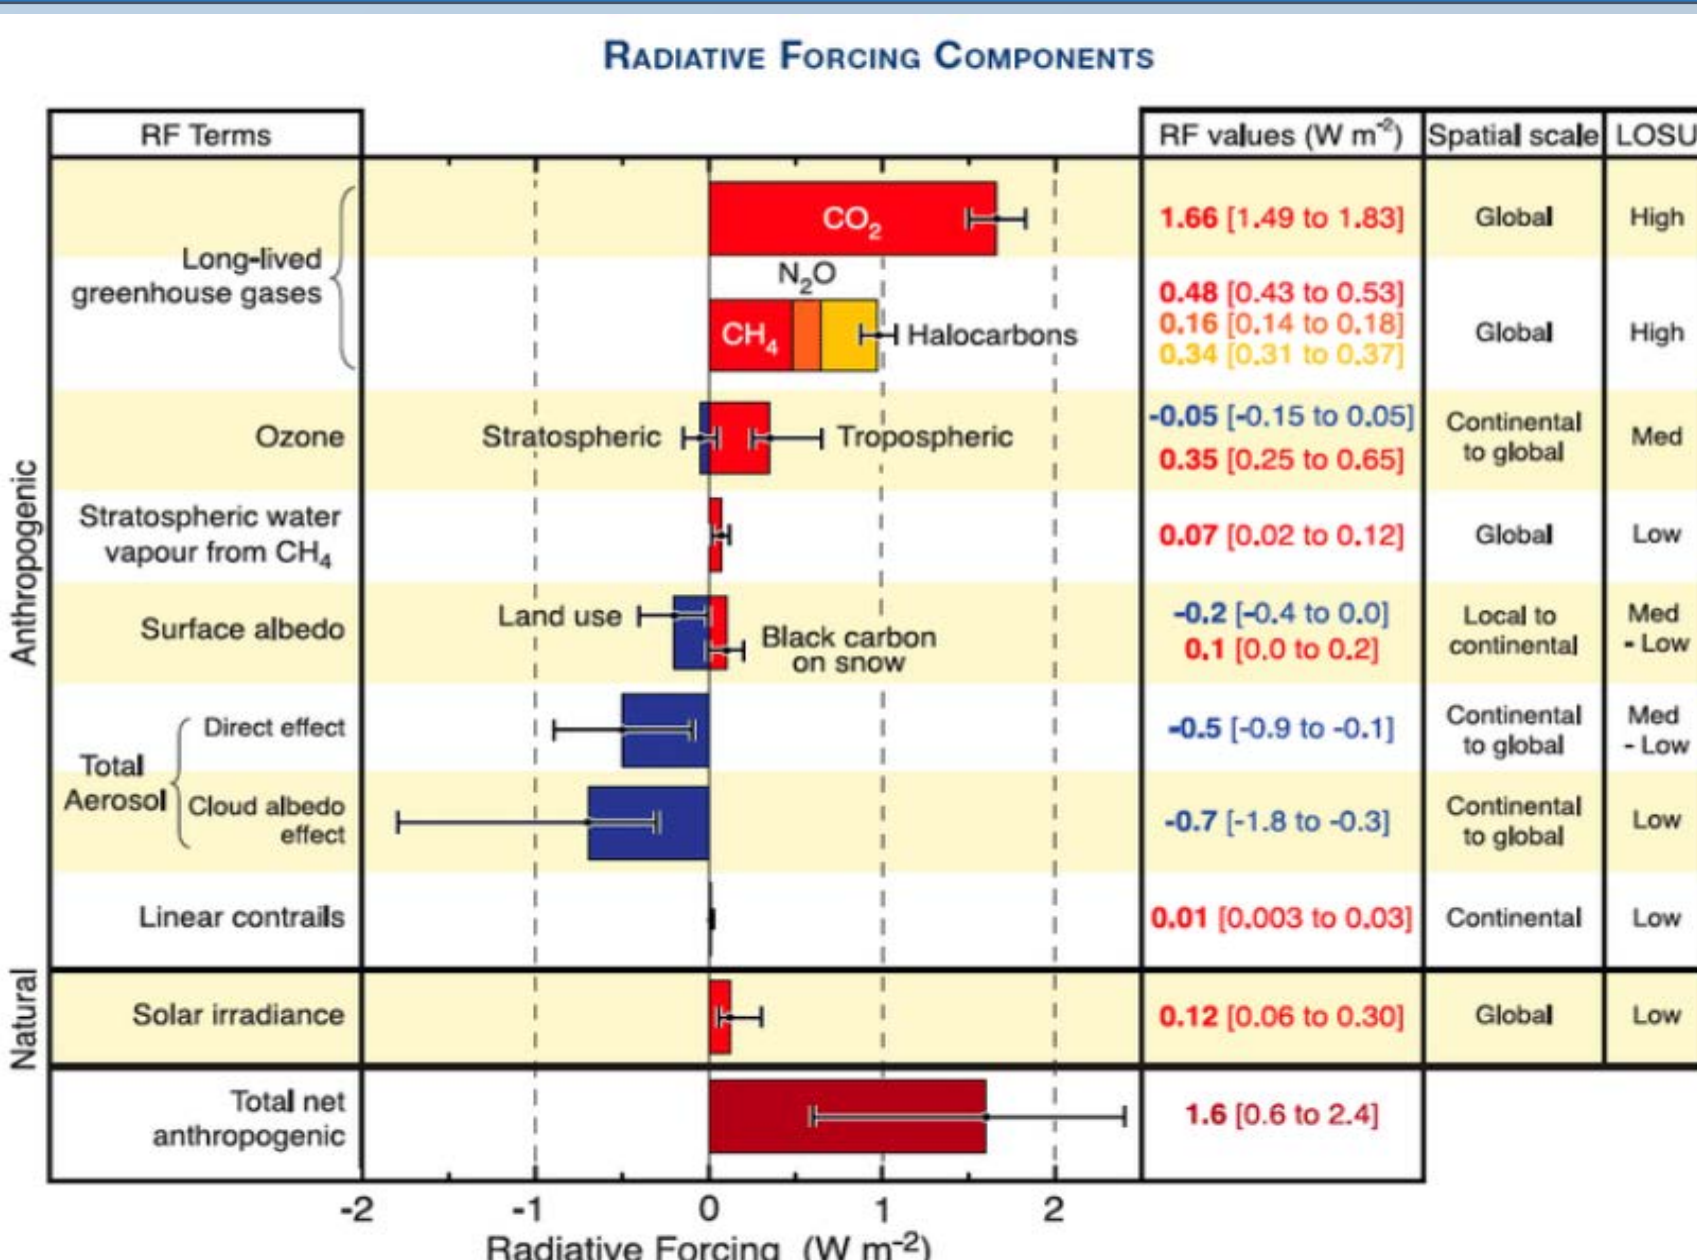 RADIATIVE FORCING COMPONENTS
RF Terms
RF values (W m-2)
Spatial scale
LOSU
Anthropogenic
Long-lived
greenhouse gases
CO2
1.66 [1.49 to 1.83]
Global
High
N2O
CH4
Halocarbons
0.48 [0.43 to 0.53]
0.16 [0.14 to 0.18]
0.34 [0.31 to 0.37]
Global
High
Ozone
Stratospheric
Tropospheric
-0.05 [-0.15 to 0.05]
0.35 [0.25 to 0.65]
Continental
to global
Med
Stratospheric water
vapour from CH4
0.07 [0.02 to 0.12]
Global
Low
Surface albedo
Land use
Black carbon
on snow
-0.2 [-0.4 to 0.0]
0.1 [0.0 to 0.2]
Local to
continental
Med
- Low
Total
Aerosol
Direct effect
-0.5 [-0.9 to -0.1]
Continental
to global
Med
- Low
Cloud albedo
effect
-0.7 [-1.8 to -0.3]
Continental
to global
Low
Linear contrails
0.01 [0.003 to 0.03]
Continental
Low
Natural
Solar irradiance
0.12 [0.06 to 0.30]
Global
Low
Total net
anthropogenic
1.6 [0.6 to 2.4]
-2 -1 0 1 2
Radiative Forcing (W m-2)